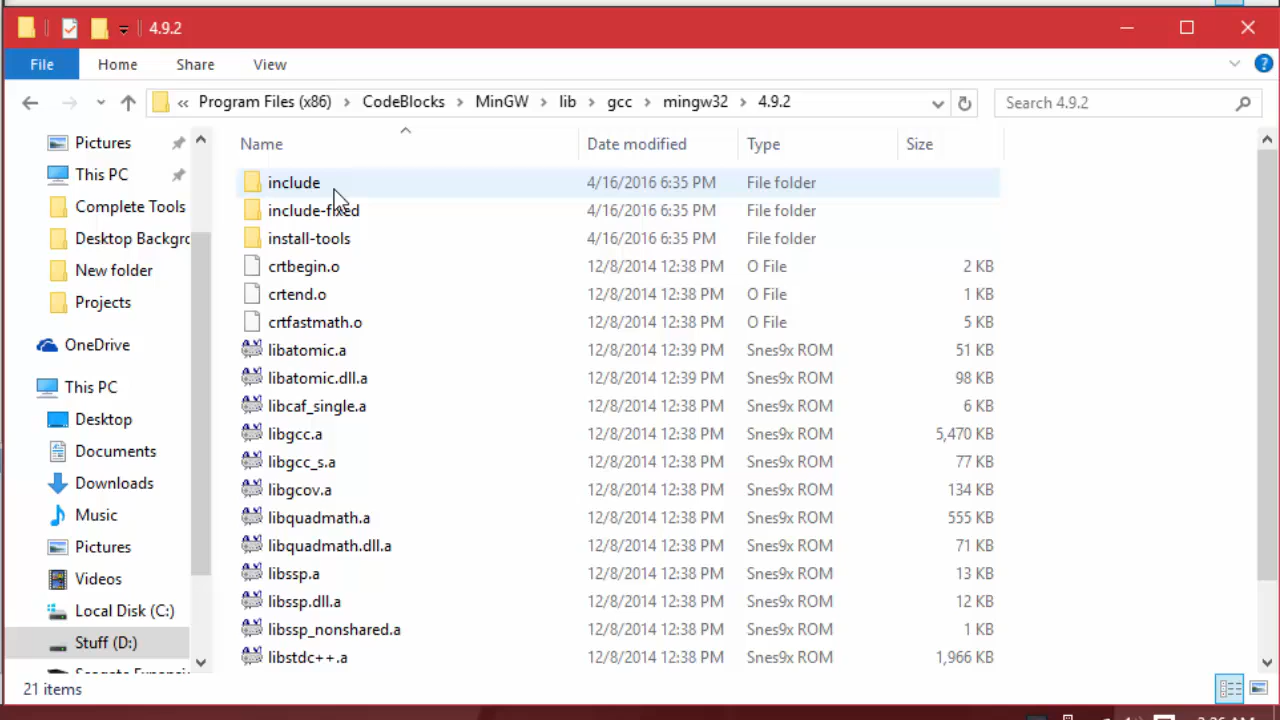 4.9.2
File Home Share View
« Program Files (x86) > CodeBlocks > MinGW > lib > gcc > mingw32 > 4.9.2 Search 4.9.2
Pictures
This PC
Complete Tools
Desktop Backgro
New folder
Projects
OneDrive
This PC
Desktop
Documents
Downloads
Music
Pictures
Videos
Local Disk (C:)
Stuff (D:)
Name Date modified Type Size
include 4/16/2016 6:35 PM File folder
include-fixed 4/16/2016 6:35 PM File folder
install-tools 4/16/2016 6:35 PM File folder
crtbegin.o 12/8/2014 12:38 PM O File 2 KB
crtend.o 12/8/2014 12:38 PM O File 1 KB
crtfastmath.o 12/8/2014 12:38 PM O File 5 KB
libatomic.a 12/8/2014 12:39 PM Snes9x ROM 51 KB
libatomic.dll.a 12/8/2014 12:39 PM Snes9x ROM 98 KB
libcaf_single.a 12/8/2014 12:38 PM Snes9x ROM 6 KB
libgcc.a 12/8/2014 12:38 PM Snes9x ROM 5,470 KB
libgcc_s.a 12/8/2014 12:38 PM Snes9x ROM 77 KB
libgcov.a 12/8/2014 12:38 PM Snes9x ROM 134 KB
libquadmath.a 12/8/2014 12:38 PM Snes9x ROM 555 KB
libquadmath.dll.a 12/8/2014 12:38 PM Snes9x ROM 71 KB
libssp.a 12/8/2014 12:38 PM Snes9x ROM 13 KB
libssp.dll.a 12/8/2014 12:38 PM Snes9x ROM 12 KB
libssp_nonshared.a 12/8/2014 12:38 PM Snes9x ROM 1 KB
libstdc++.a 12/8/2014 12:38 PM Snes9x ROM 1,966 KB
21 items